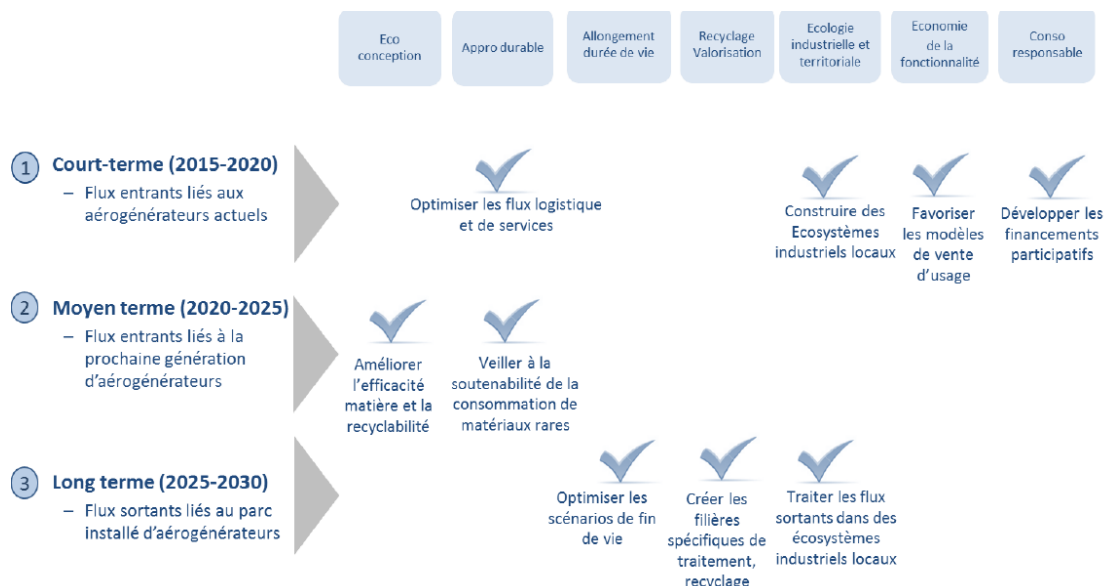 Eco
conception
Appro durable
Allongement
durée de vie
Recyclage
Valorisation
Ecologie
industrielle et
territoriale
Economie
de la
fonctionnalité
Conso
responsable
1
Court-terme (2015-2020)
– Flux entrants liés aux
aérogénérateurs actuels
Optimiser les flux logistique
et de services
Construire des
Ecosystèmes
industriels locaux
Favoriser
les modèles
de vente
d'usage
Développer les
financements
participatifs
2
Moyen terme (2020-2025)
– Flux entrants liés à la
prochaine génération
d'aérogénérateurs
Améliorer
l'efficacité
matière et la
recyclabilité
Veiller à la
soutenabilité de la
consommation de
matériaux rares
3
Long terme (2025-2030)
– Flux sortants liés au parc
installé d'aérogénérateurs
Optimiser les
scénarios de fin
de vie
Créer les
filières
spécifiques de
traitement,
recyclage
Traiter les flux
sortants dans des
écosystèmes
industriels locaux